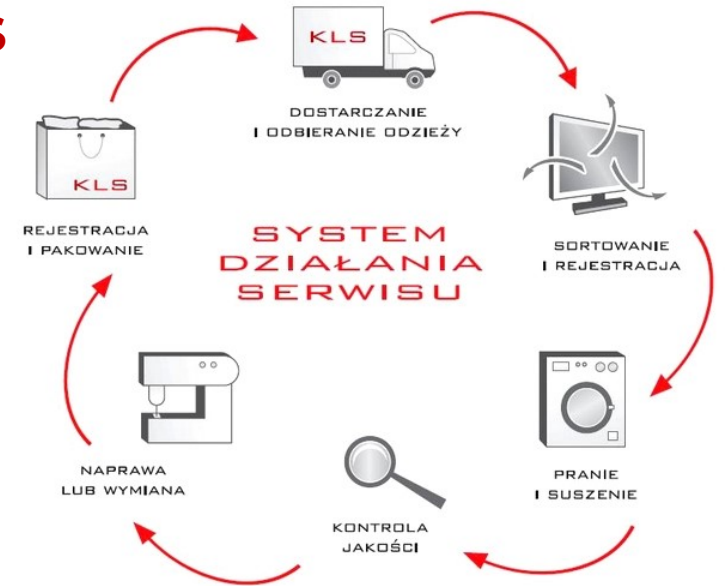 S
KLS
DOSTARCZANIE
I ODBIERANIE ODZIEŻY
SORTOWANIE
I REJESTRACJA
PRANIE
I SUSZENIE
KONTROLA
JAKOŚCI
NAPRAWA
LUB WYMIANA
KLS
REJESTRACJA
I PAKOWANIE
SYSTEM
DZIAŁANIA
SERWISU